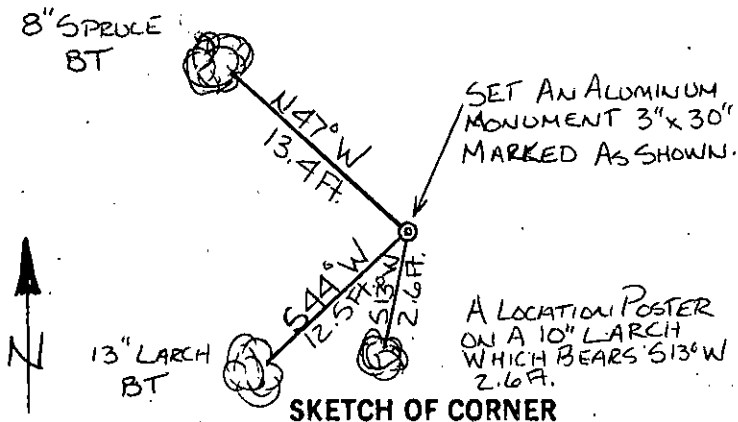 8" SPRUCE
BT
N47°W
13.4 Ft.
SET AN ALUMINUM
MONUMENT 3"x30"
MARKED AS SHOWN.
S44°W
12.5 Ft.
S13°W
2.6 Ft.
N
13" LARCH
BT
A LOCATION POSTER
ON A 10" LARCH
WHICH BEARS S13°W
2.6 Ft.
SKETCH OF CORNER